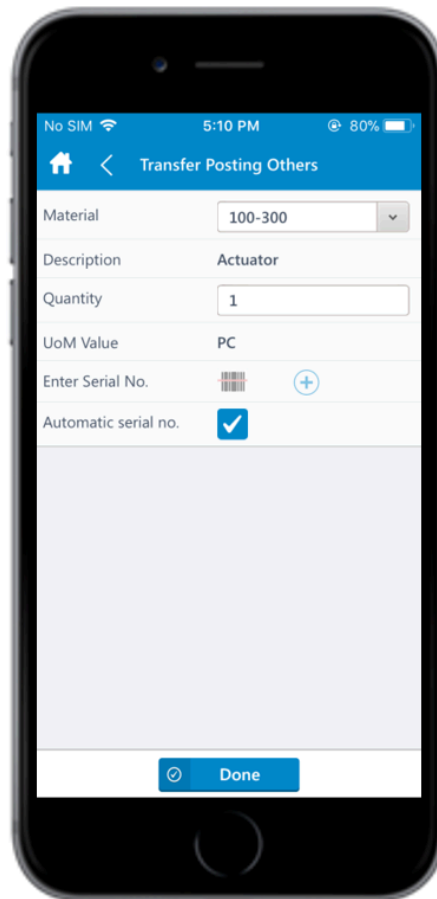 No SIM 5:10 PM 80%
Transfer Posting Others
Material 100-300
Description Actuator
Quantity 1
UoM Value PC
Enter Serial No.
Automatic serial no.
Done